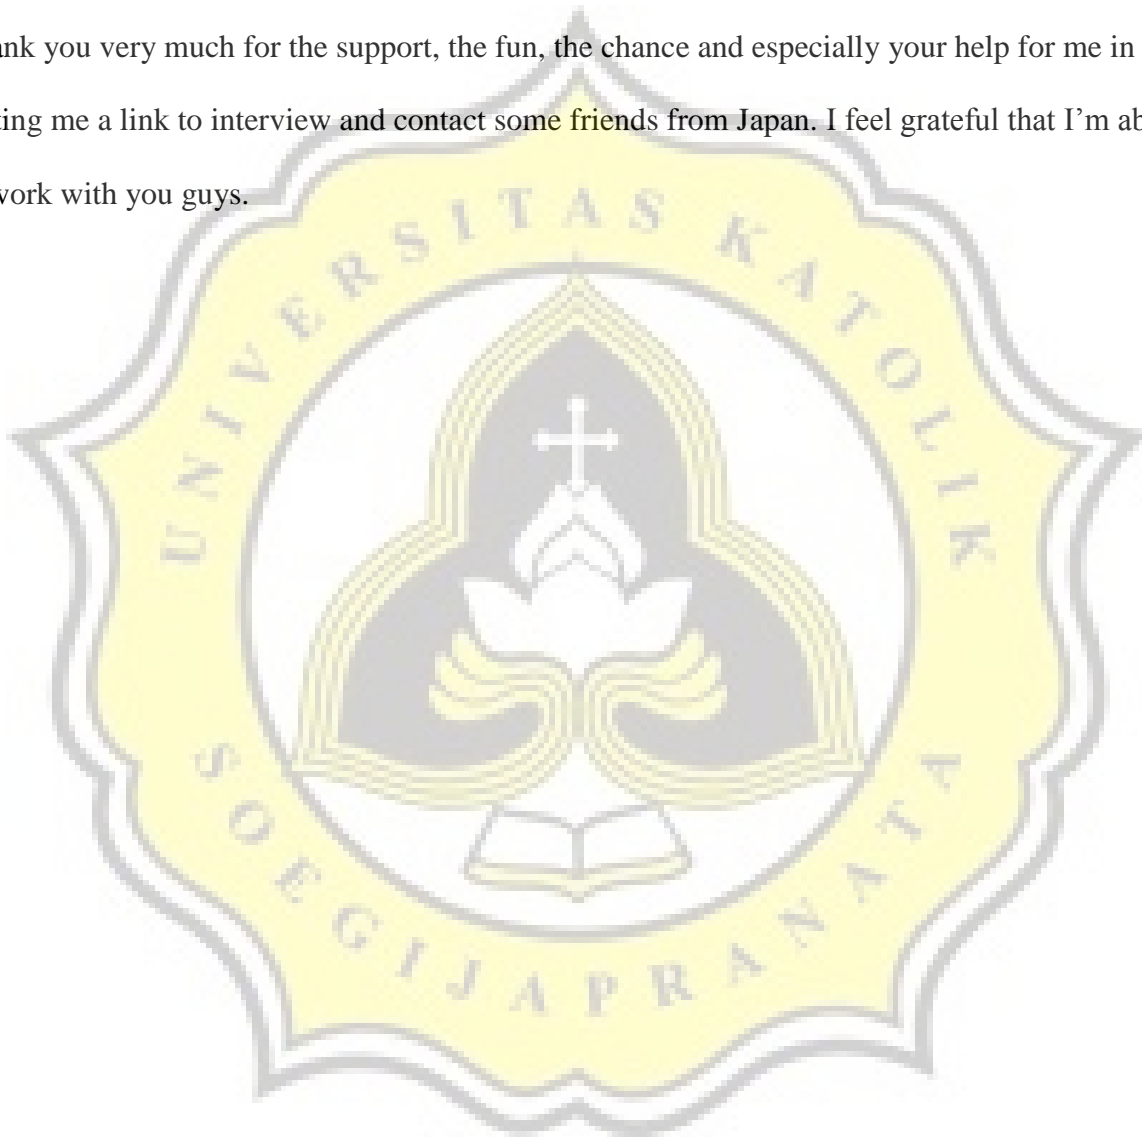 ank you very much for the support, the fun, the chance and especially your help for me in
ting me a link to interview and contact some friends from Japan. I feel grateful that I'm ab
work with you guys.
UNIVERSITAS KATOLIK
SOEGIJAPRANATA